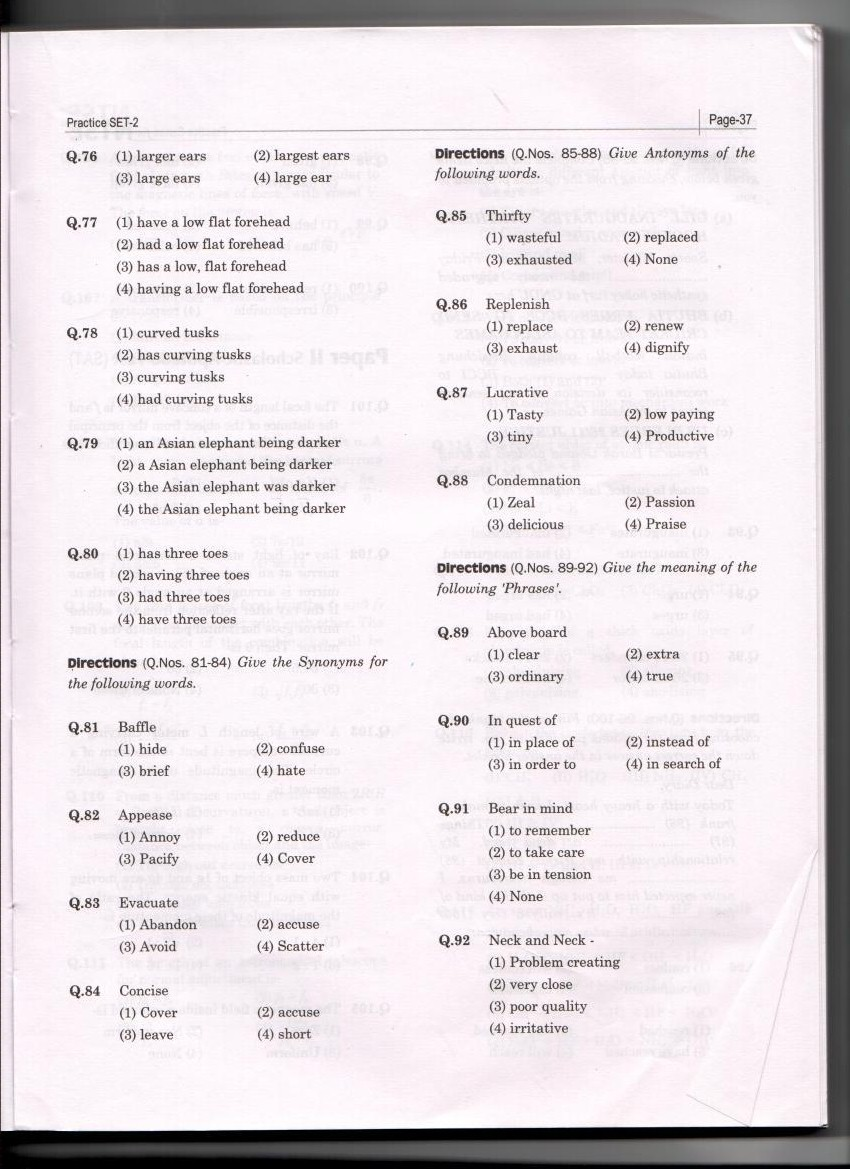 Practice SET-2
Page-37
Q.76 (1) larger ears (2) largest ears
(3) large ears (4) large ear
Q.77 (1) have a low flat forehead
(2) had a low flat forehead
(3) has a low, flat forehead
(4) having a low flat forehead
Q.78 (1) curved tusks
(2) has curving tusks
(3) curving tusks
(4) had curving tusks
Q.79 (1) an Asian elephant being darker
(2) a Asian elephant being darker
(3) the Asian elephant was darker
(4) the Asian elephant being darker
Q.80 (1) has three toes
(2) having three toes
(3) had three toes
(4) have three toes
Directions (Q.Nos. 81-84) Give the Synonyms for
the following words.
Q.81 Baffle
(1) hide (2) confuse
(3) brief (4) hate
Q.82 Appease
(1) Annoy (2) reduce
(3) Pacify (4) Cover
Q.83 Evacuate
(1) Abandon (2) accuse
(3) Avoid (4) Scatter
Q.84 Concise
(1) Cover (2) accuse
(3) leave (4) short
Directions (Q.Nos. 85-88) Give Antonyms of the
following words.
Q.85 Thirfty
(1) wasteful (2) replaced
(3) exhausted (4) None
Q.86 Replenish
(1) replace (2) renew
(3) exhaust (4) dignify
Q.87 Lucrative
(1) Tasty (2) low paying
(3) tiny (4) Productive
Q.88 Condemnation
(1) Zeal (2) Passion
(3) delicious (4) Praise
Directions (Q.Nos. 89-92) Give the meaning of the
following 'Phrases'.
Q.89 Above board
(1) clear (2) extra
(3) ordinary (4) true
Q.90 In quest of
(1) in place of (2) instead of
(3) in order to (4) in search of
Q.91 Bear in mind
(1) to remember
(2) to take care
(3) be in tension
(4) None
Q.92 Neck and Neck -
(1) Problem creating
(2) very close
(3) poor quality
(4) irritative